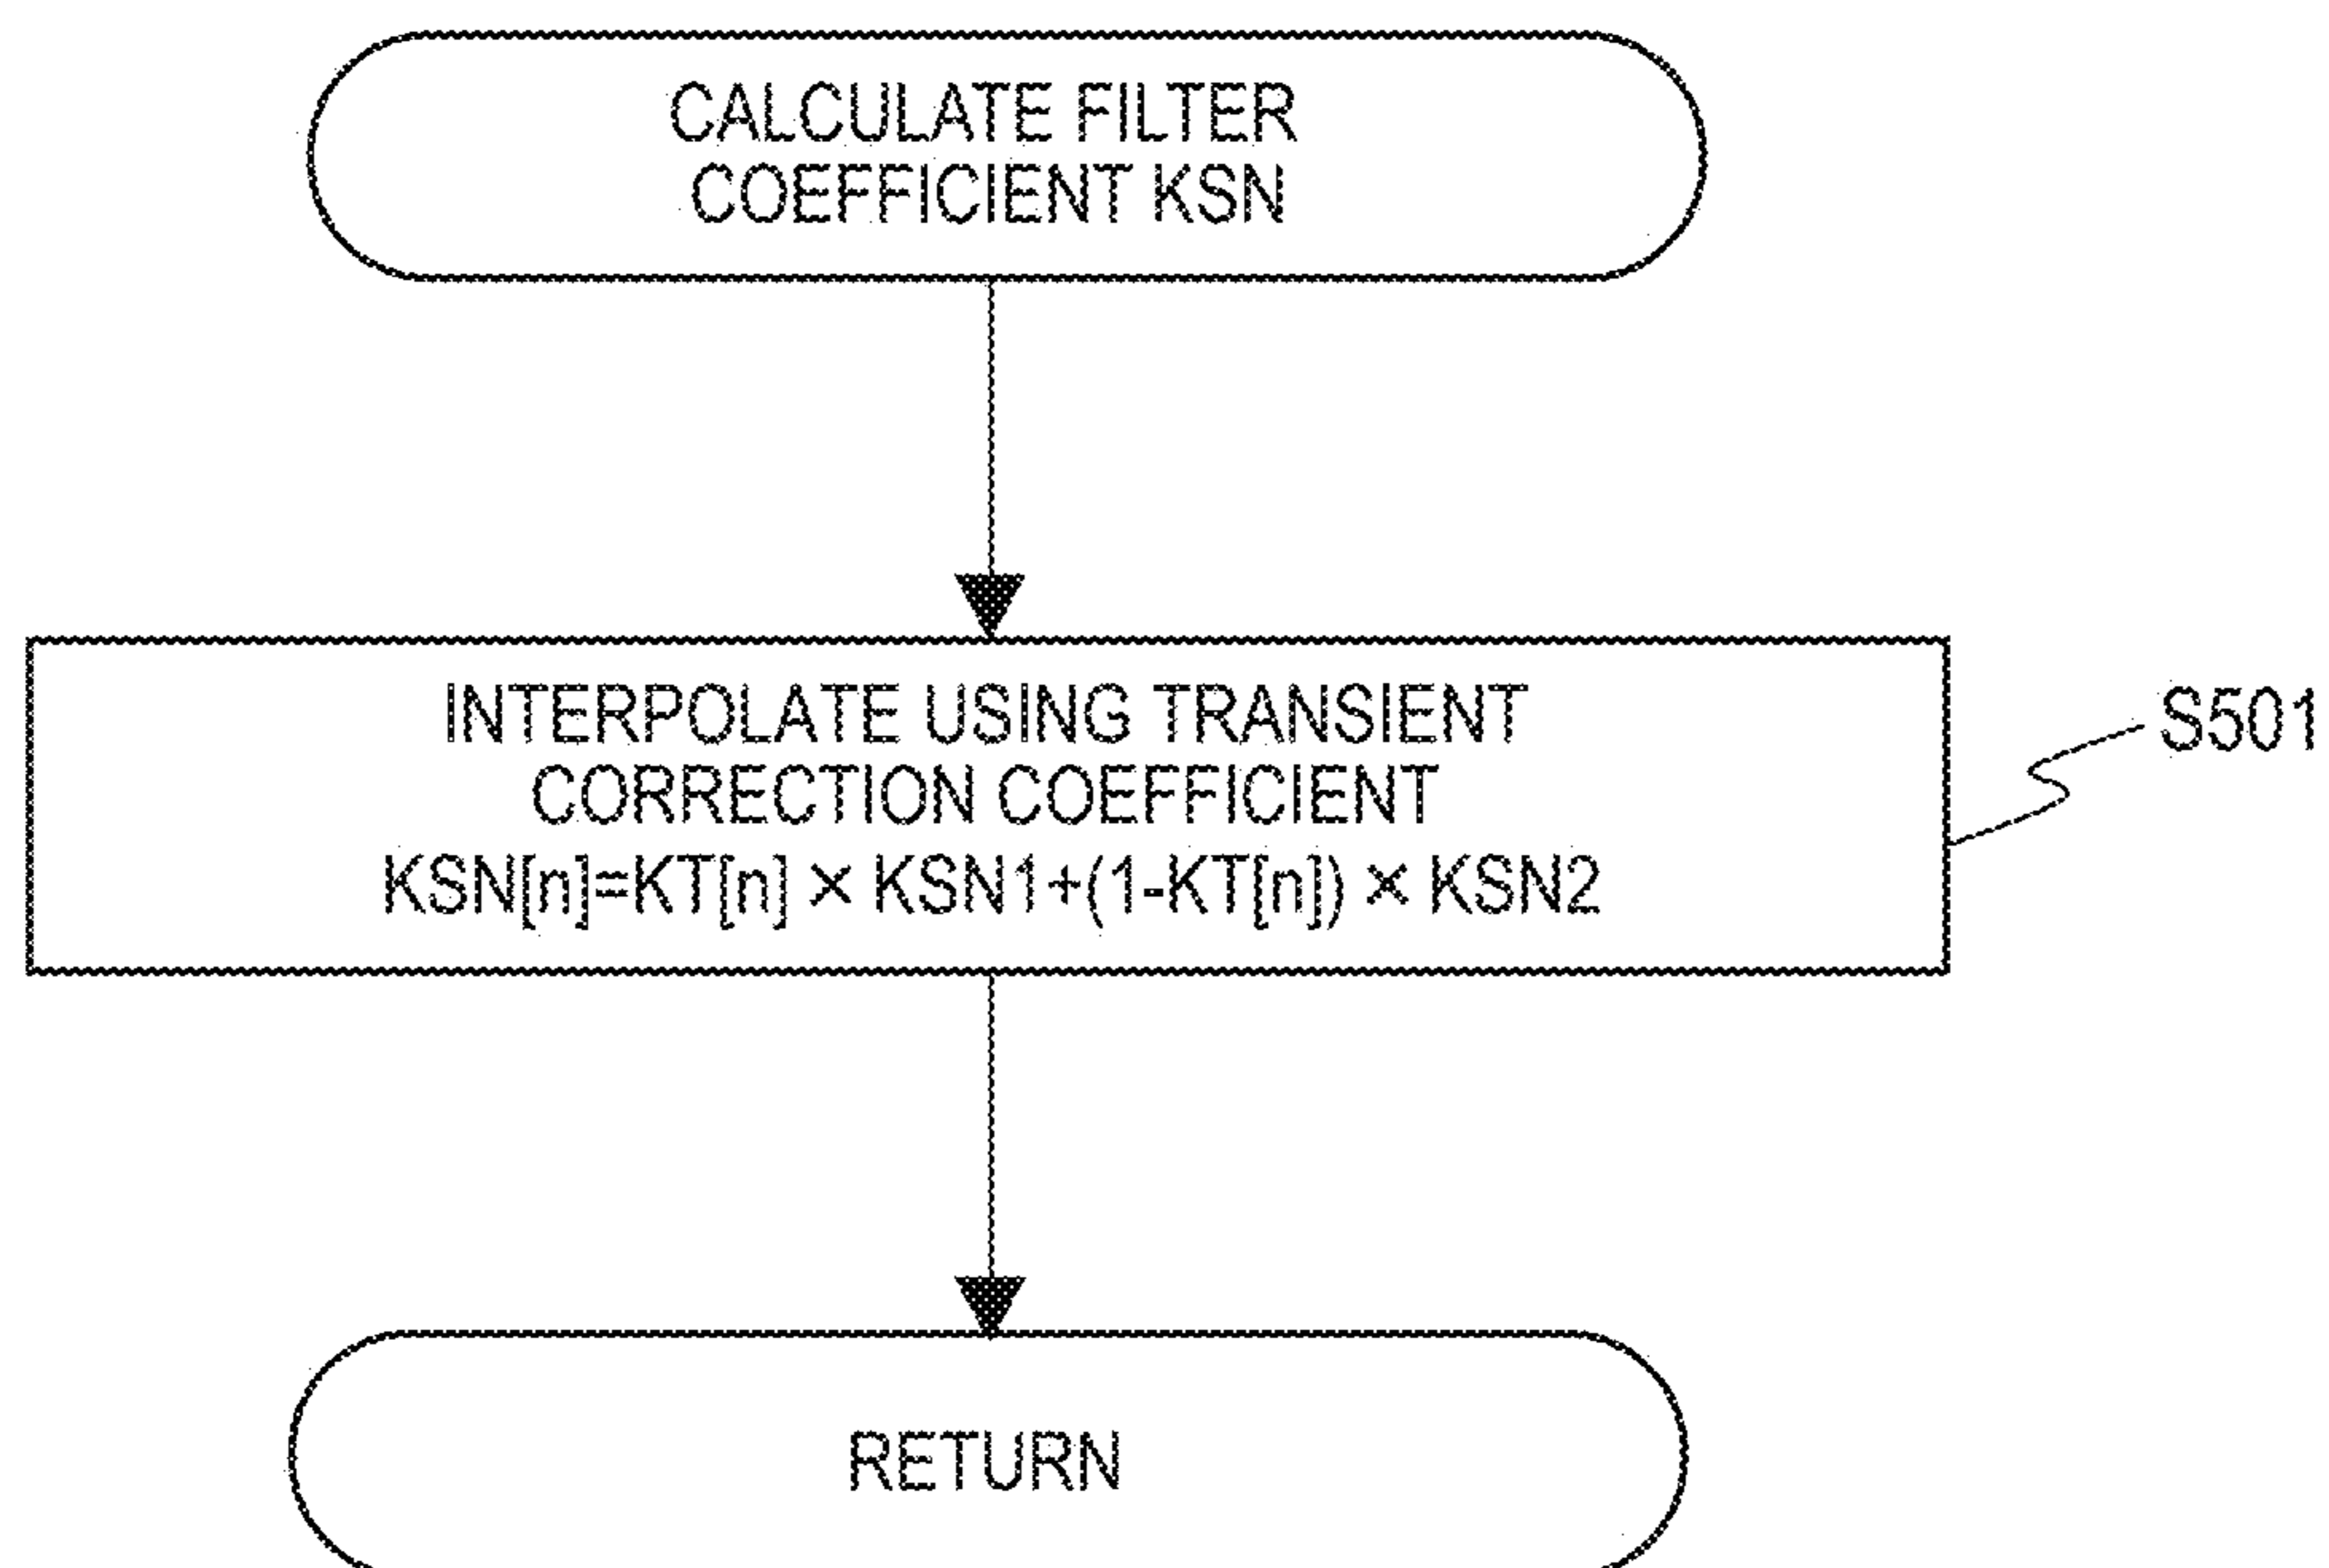 CALCULATE FILTER
COEFFICIENT KSN
INTERPOLATE USING TRANSIENT
CORRECTION COEFFICIENT
KSN[n]=KT[n] × KSN1+(1-KT[n]) × KSN2
S501
RETURN